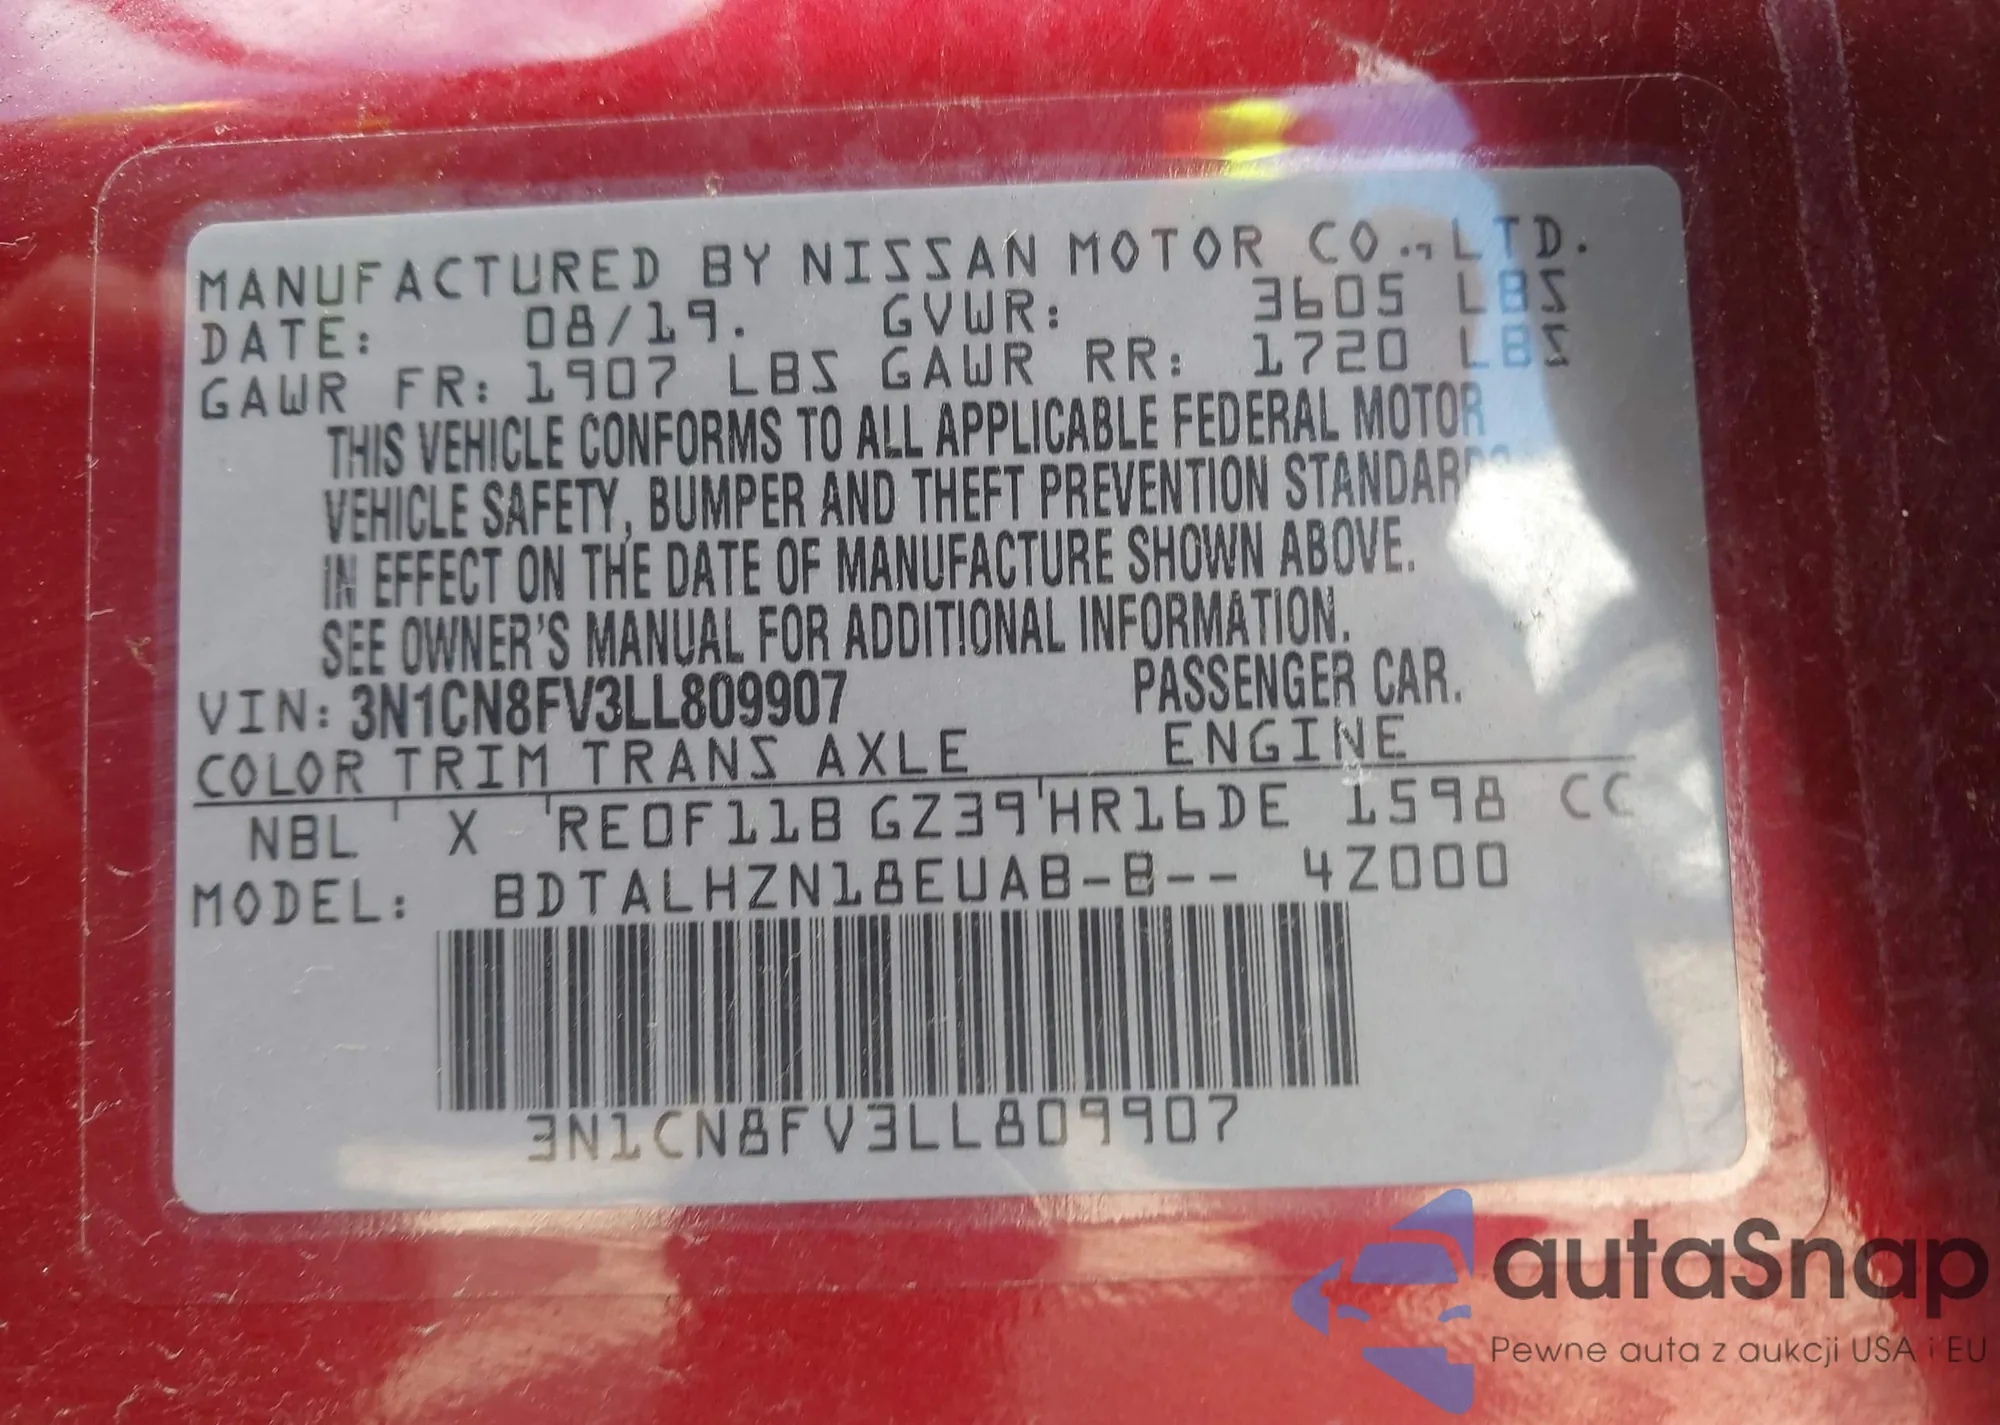 MANUFACTURED BY NISSAN MOTOR CO., LTD.
DATE: 08/19. GVWR: 3605 LBS
GAWR FR: 1907 LBS GAWR RR: 1720 LBS
THIS VEHICLE CONFORMS TO ALL APPLICABLE FEDERAL MOTOR
VEHICLE SAFETY, BUMPER AND THEFT PREVENTION STANDARDS
IN EFFECT ON THE DATE OF MANUFACTURE SHOWN ABOVE.
SEE OWNER'S MANUAL FOR ADDITIONAL INFORMATION.
VIN: 3N1CN8FV3LL809907 PASSENGER CAR.
COLOR TRIM TRANS AXLE ENGINE
NBL X RE0F11B GZ39 HR16DE 1598 CC
MODEL: BDTALHZN18EUAB-B-- 4Z000
3N1CN8FV3LL809907
autaSnap
Pewne auta z aukcji USA i EU